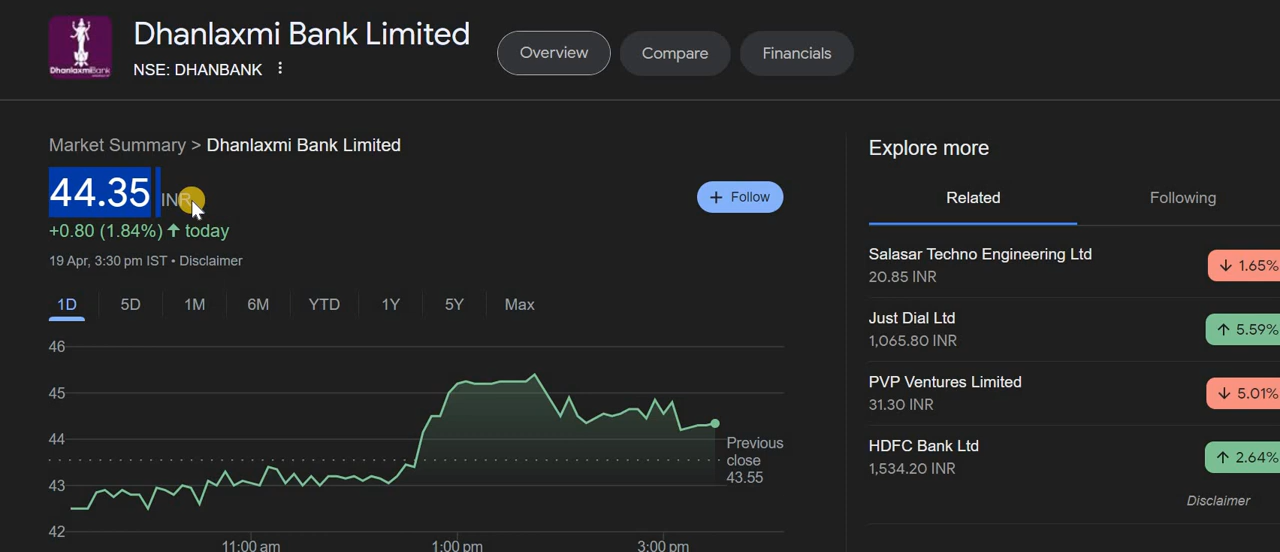 Dhanlaxmi Bank Limited
DhanlaxmiBank
NSE: DHANBANK
Overview
Compare
Financials
Market Summary > Dhanlaxmi Bank Limited
44.35 INR
+ Follow
+0.80 (1.84%) ↑ today
19 Apr, 3:30 pm IST • Disclaimer
1D 5D 1M 6M YTD 1Y 5Y Max
46
45
44
43
42
Previous
close
43.55
11:00 am 1:00 pm 3:00 pm
Explore more
Related Following
Salasar Techno Engineering Ltd
20.85 INR
↓ 1.65%
Just Dial Ltd
1,065.80 INR
↑ 5.59%
PVP Ventures Limited
31.30 INR
↓ 5.01%
HDFC Bank Ltd
1,534.20 INR
↑ 2.64%
Disclaimer